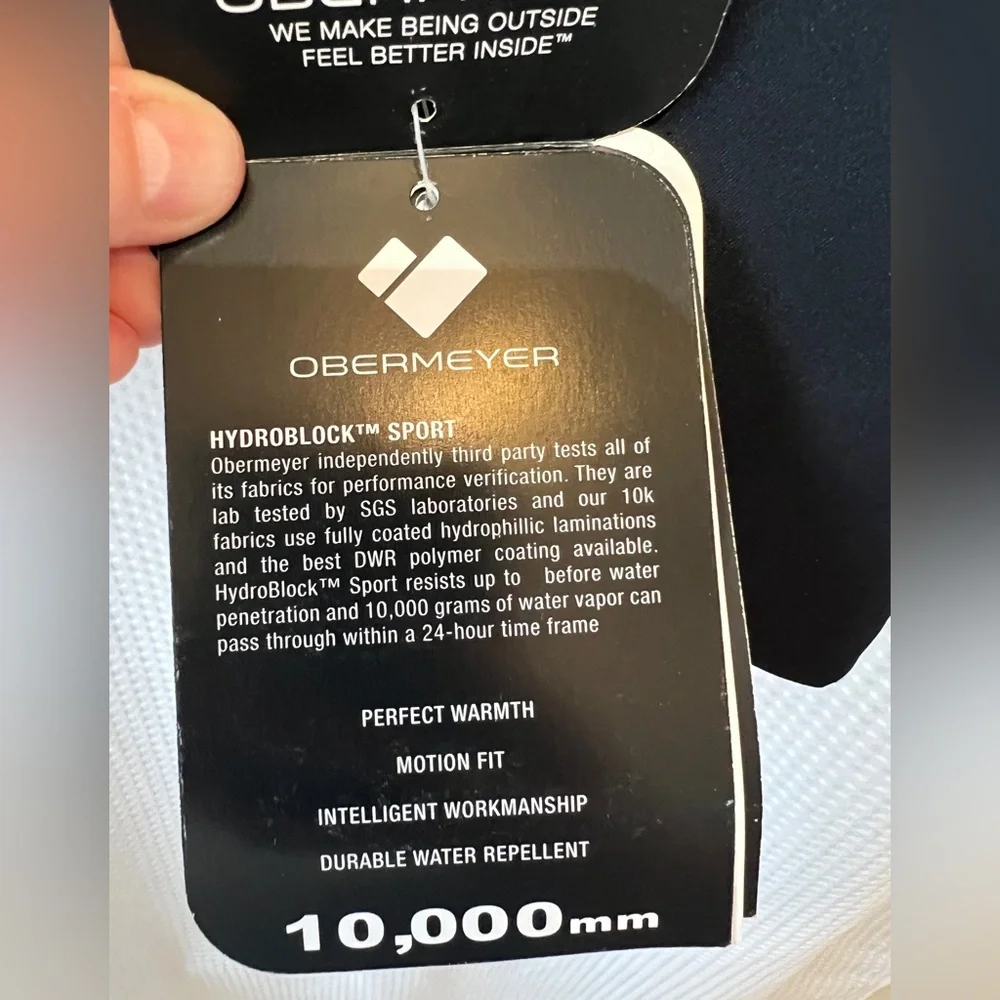 WE MAKE BEING OUTSIDE
FEEL BETTER INSIDE™
OBERMEYER
HYDROBLOCK™ SPORT
Obermeyer independently third party tests all of
its fabrics for performance verification. They are
lab tested by SGS laboratories and our 10k
fabrics use fully coated hydrophillic laminations
and the best DWR polymer coating available.
HydroBlock™ Sport resists up to before water
penetration and 10,000 grams of water vapor can
pass through within a 24-hour time frame
PERFECT WARMTH
MOTION FIT
INTELLIGENT WORKMANSHIP
DURABLE WATER REPELLENT
10,000mm